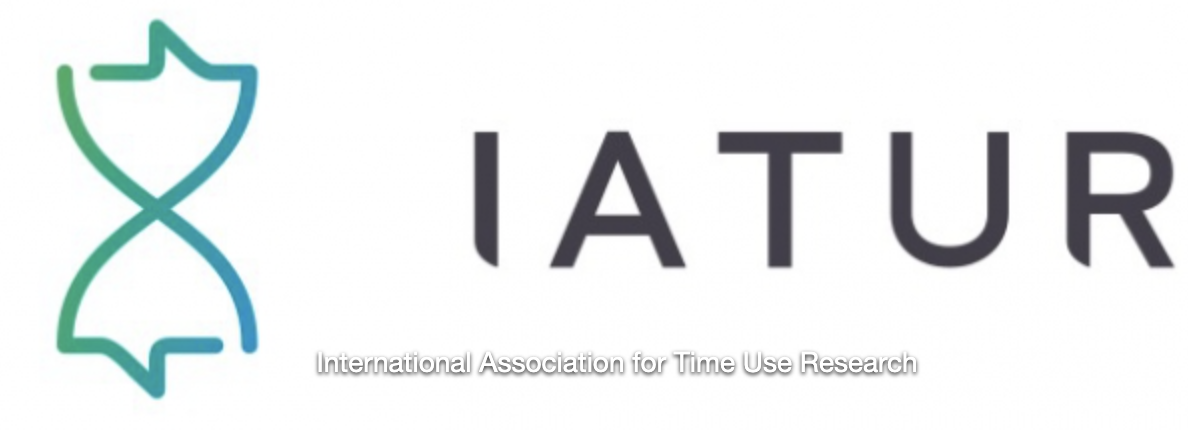 IATUR
International Association for Time Use Research